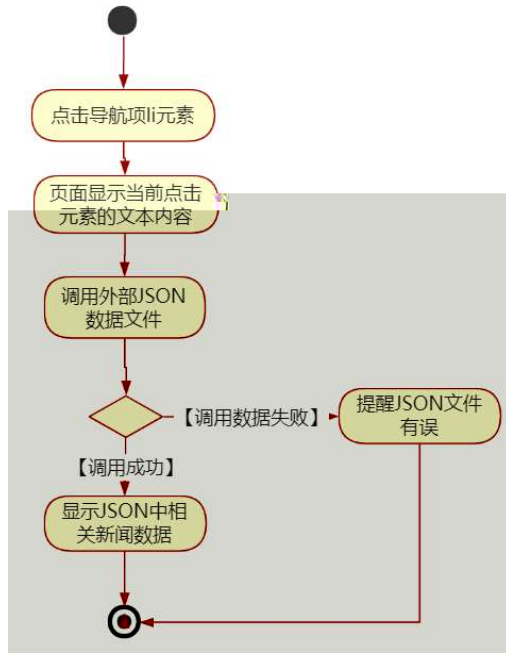 点击导航项li元素
页面显示当前点击
元素的文本内容
调用外部JSON
数据文件
【调用数据失败】
提醒JSON文件
有误
【调用成功】
显示JSON中相
关新闻数据